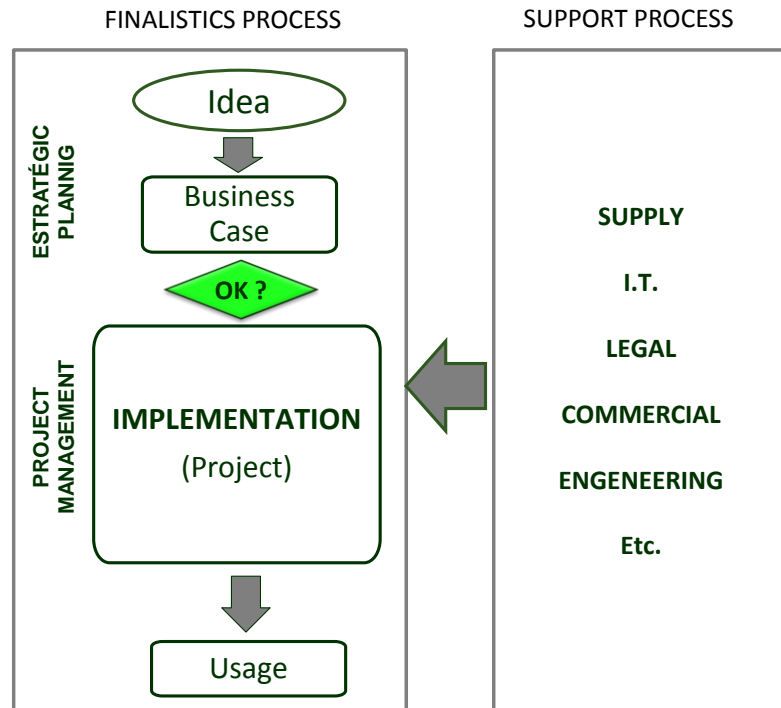 FINALISTICS PROCESS
SUPPORT PROCESS
ESTRATÉGIC
PLANNIG
Idea
Business
Case
OK ?
PROJECT
MANAGEMENT
IMPLEMENTATION
(Project)
Usage
SUPPLY
I.T.
LEGAL
COMMERCIAL
ENGENEERING
Etc.